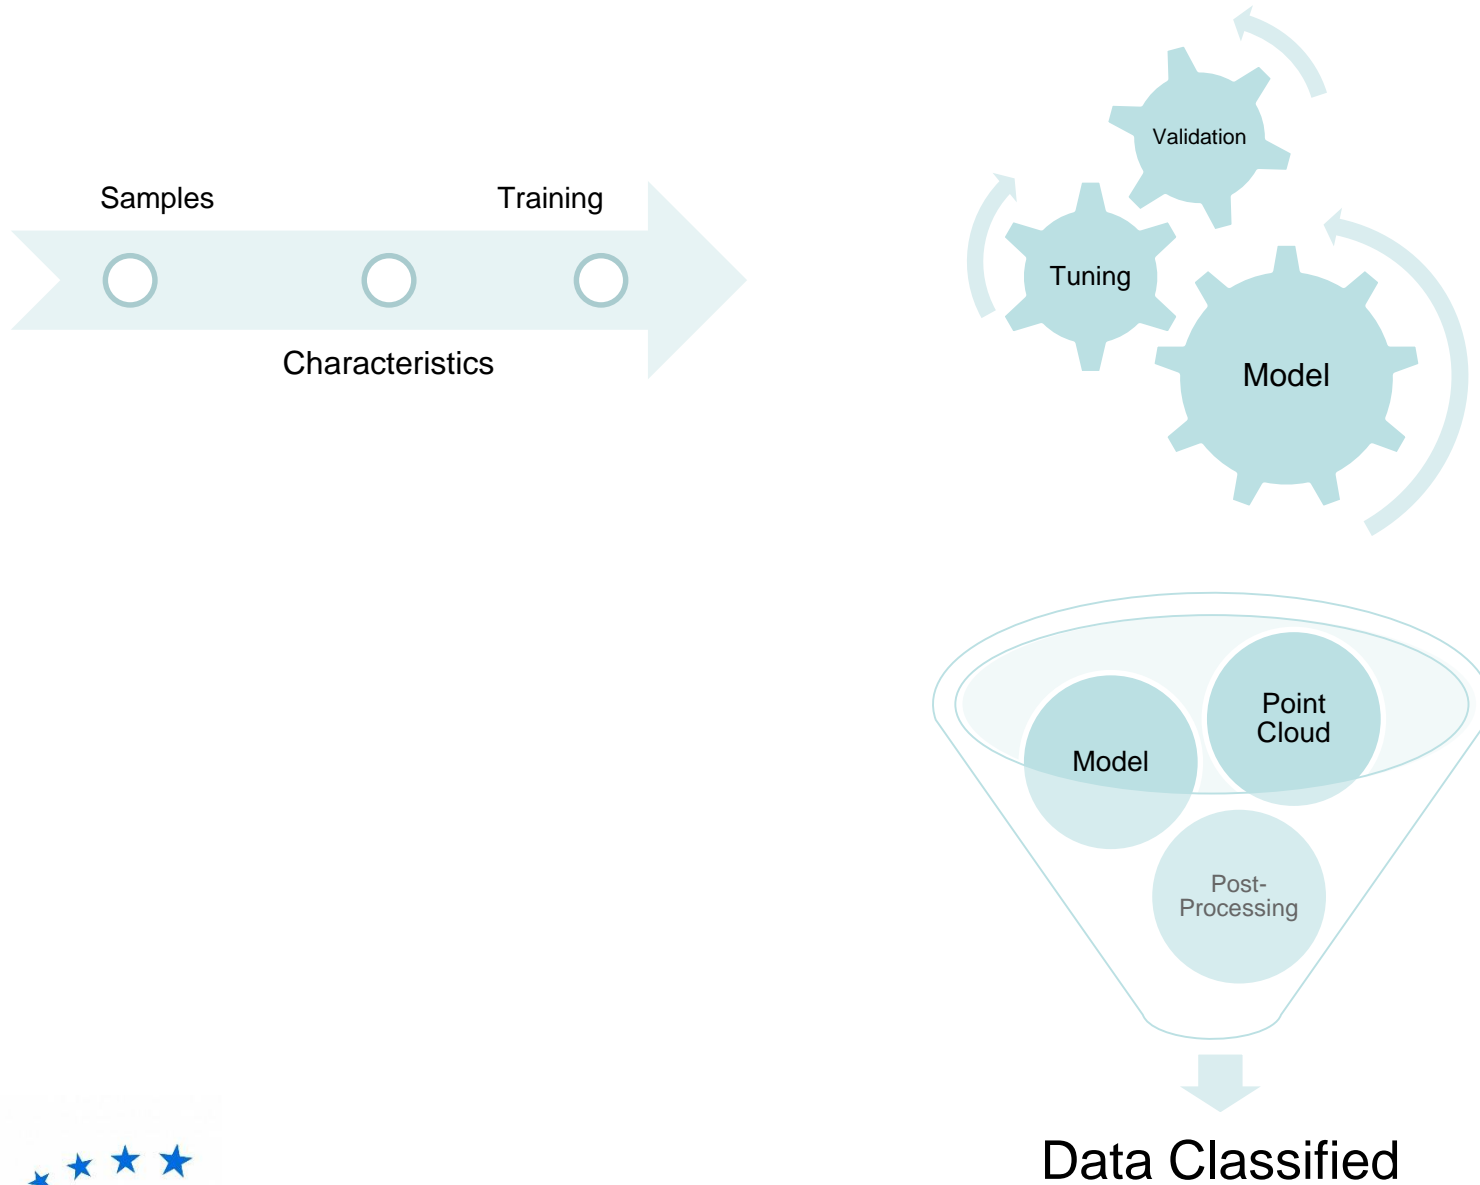 Samples
Training
Characteristics
Validation
Tuning
Model
Point
Cloud
Model
Post-
Processing
Data Classified